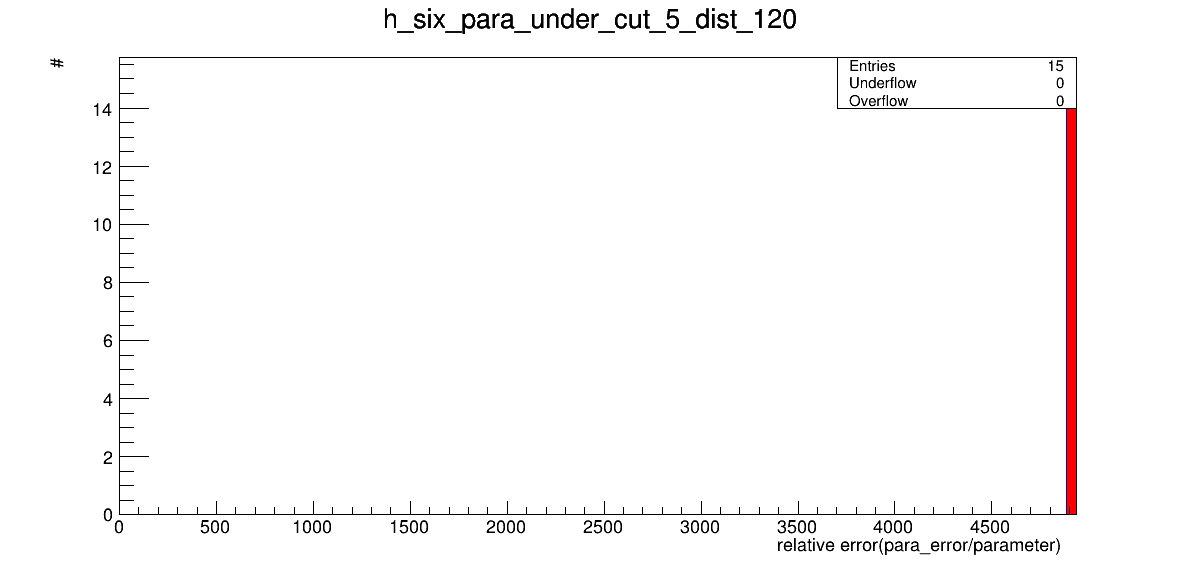 h_six_para_under_cut_5_dist_120
#
Entries 15
Underflow 0
Overflow 0
14
12
10
8
6
4
2
0
0 500 1000 1500 2000 2500 3000 3500 4000 4500
relative error(para_error/parameter)